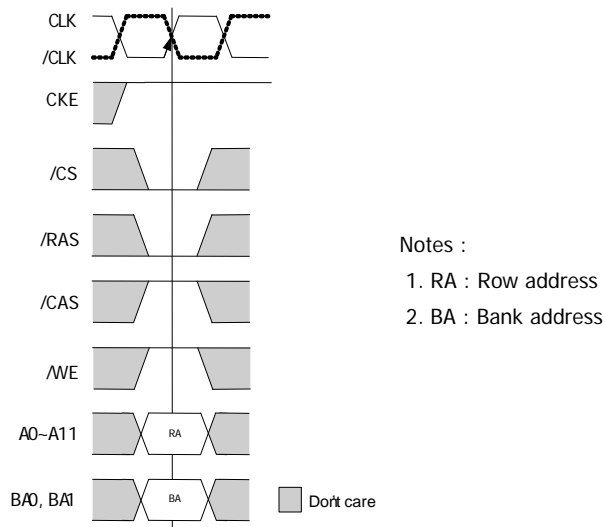 CLK
/CLK
CKE
/CS
/RAS
/CAS
/WE
A0~A11
RA
BA0, BA1
BA
Don't care
Notes :
1. RA : Row address
2. BA : Bank address